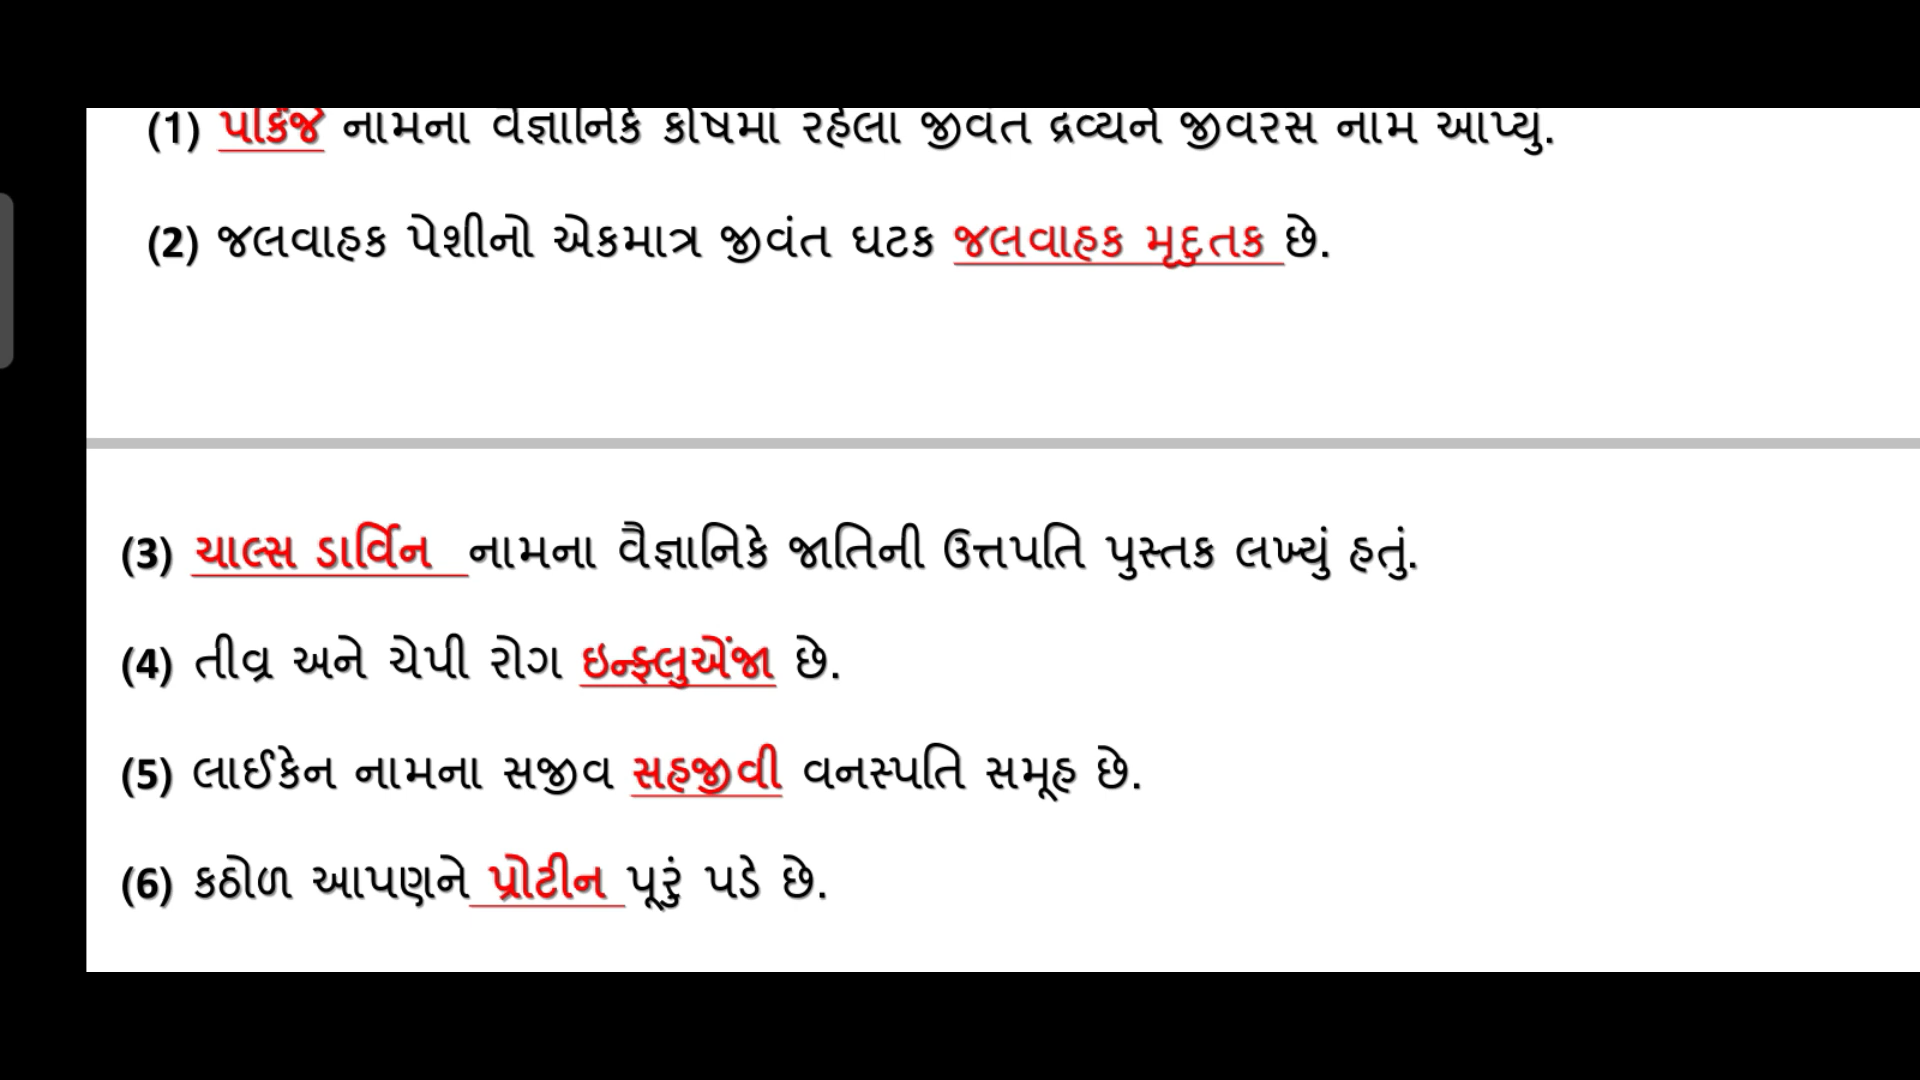 (1) પર્કિંજે નામના વૈજ્ઞાનિકે કોષમાં રહેલા જીવંત દ્રવ્યને જીવરસ નામ આપ્યું.
(2) જલવાહક પેશીનો એકમાત્ર જીવંત ઘટક જલવાહક મૃદુતક છે.
(3) ચાલ્સ ડાર્વિન નામના વૈજ્ઞાનિકે જાતિની ઉત્તપતિ પુસ્તક લખ્યું હતું.
(4) તીવ્ર અને ચેપી રોગ ઇન્ફ્લુએંજા છે.
(5) લાઈકેન નામના સજીવ સહજીવી વનસ્પતિ સમૂહ છે.
(6) કઠોળ આપણને પ્રોટીન પૂરું પડે છે.